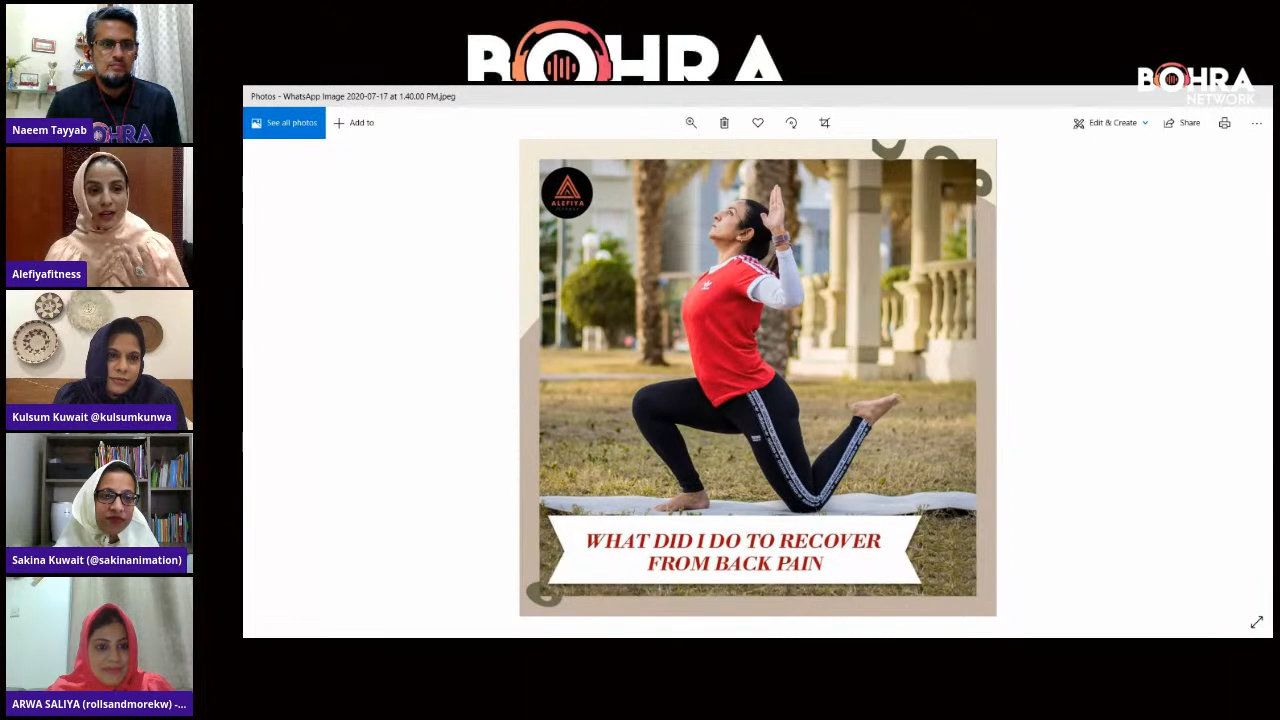 Naeem Tayyab
Alefiyafitness
Kulsum Kuwait @kulsumkunwa
Sakina Kuwait (@sakinanimation)
ARWA SALIYA (rollsandmorekw) -...
BOHRA
BOHRA
NETWORK
Photos - WhatsApp Image 2020-07-17 at 1.40.00 PM.jpeg
See all photos
Add to
Edit & Create
Share
ALEFIYA
WHAT DID I DO TO RECOVER
FROM BACK PAIN